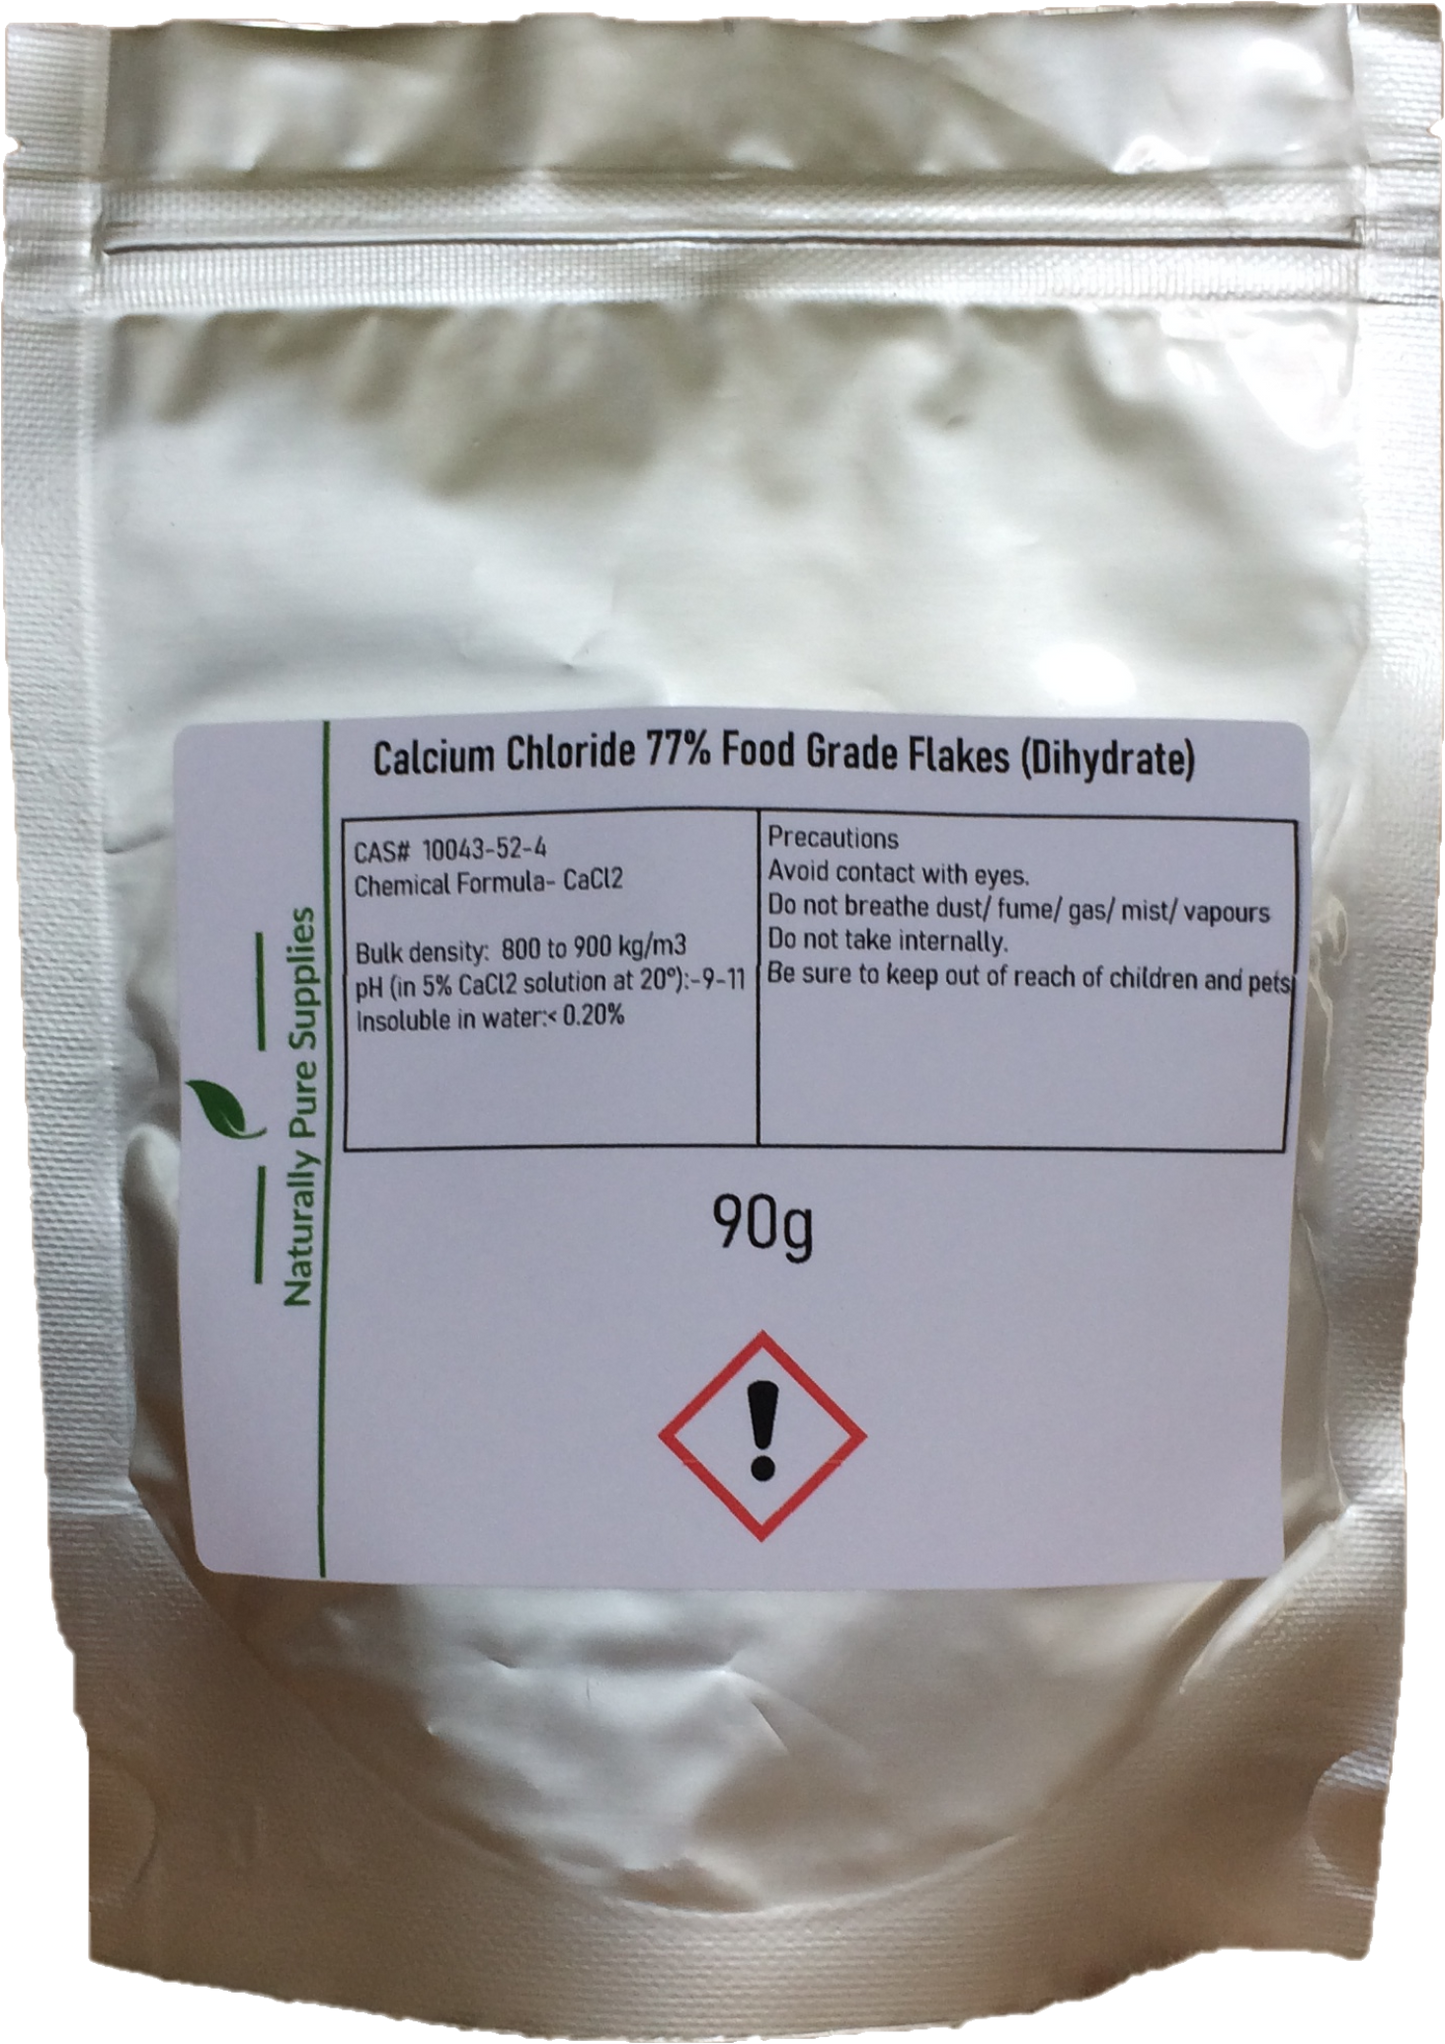 Calcium Chloride 77% Food Grade Flakes (Dihydrate)
CAS# 10043-52-4
Chemical Formula- CaCl2
Bulk density: 800 to 900 kg/m3
pH (in 5% CaCl2 solution at 20º):-9-11
Insoluble in water:< 0.20%
Precautions
Avoid contact with eyes.
Do not breathe dust/ fume/ gas/ mist/ vapours
Do not take internally.
Be sure to keep out of reach of children and pets
90g
!
Naturally Pure Supplies